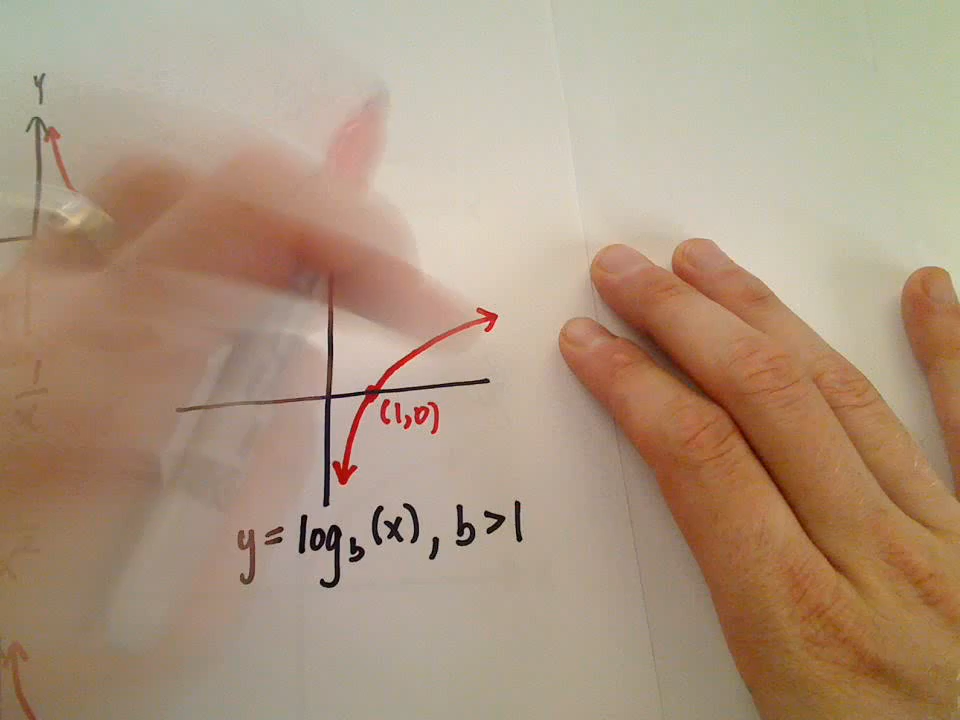 y
(1,0)
y = log_b (x), b > 1